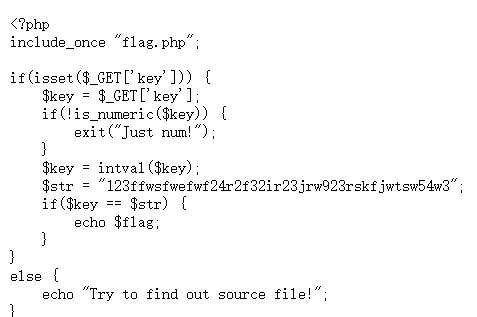 <?php
include_once "flag.php";
if(isset($_GET['key'])) {
    $key = $_GET['key'];
    if(!is_numeric($key)) {
        exit("Just num!");
    }
    $key = intval($key);
    $str = "123ffwsfwefwf24r2f32ir23jrw923rskfjwtsw54w3";
    if($key == $str) {
        echo $flag;
    }
}
else {
    echo "Try to find out source file!";
}